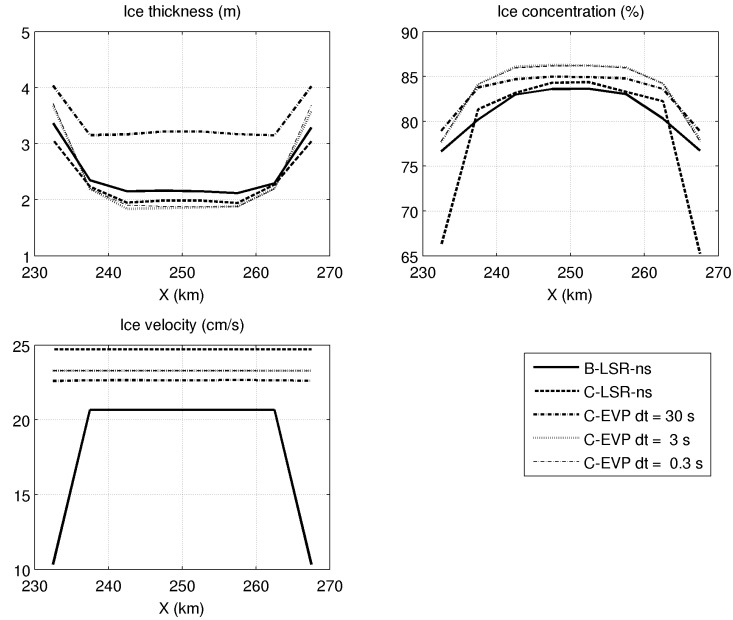 Ice thickness (m)
5
4
3
2
1
230 240 250 260 270
X (km)
Ice concentration (%)
90
85
80
75
70
65
230 240 250 260 270
X (km)
Ice velocity (cm/s)
25
20
15
10
230 240 250 260 270
X (km)
B-LSR-ns
C-LSR-ns
C-EVP dt = 30 s
C-EVP dt = 3 s
C-EVP dt = 0.3 s